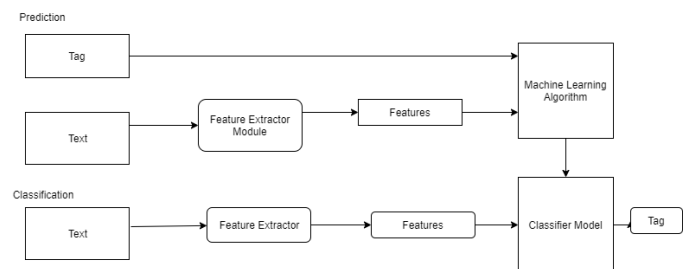 Prediction
Tag
Machine Learning
Algorithm
Text
Feature Extractor
Module
Features
Classification
Text
Feature Extractor
Features
Classifier Model
Tag